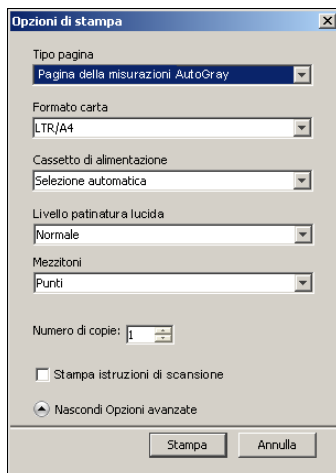 Opzioni di stampa
Tipo pagina
Pagina della misurazioni AutoGray
Formato carta
LTR/A4
Cassetto di alimentazione
Selezione automatica
Livello patinatura lucida
Normale
Mezzitoni
Punti
Numero di copie: 1
Stampa istruzioni di scansione
Nascondi Opzioni avanzate
Stampa Annulla